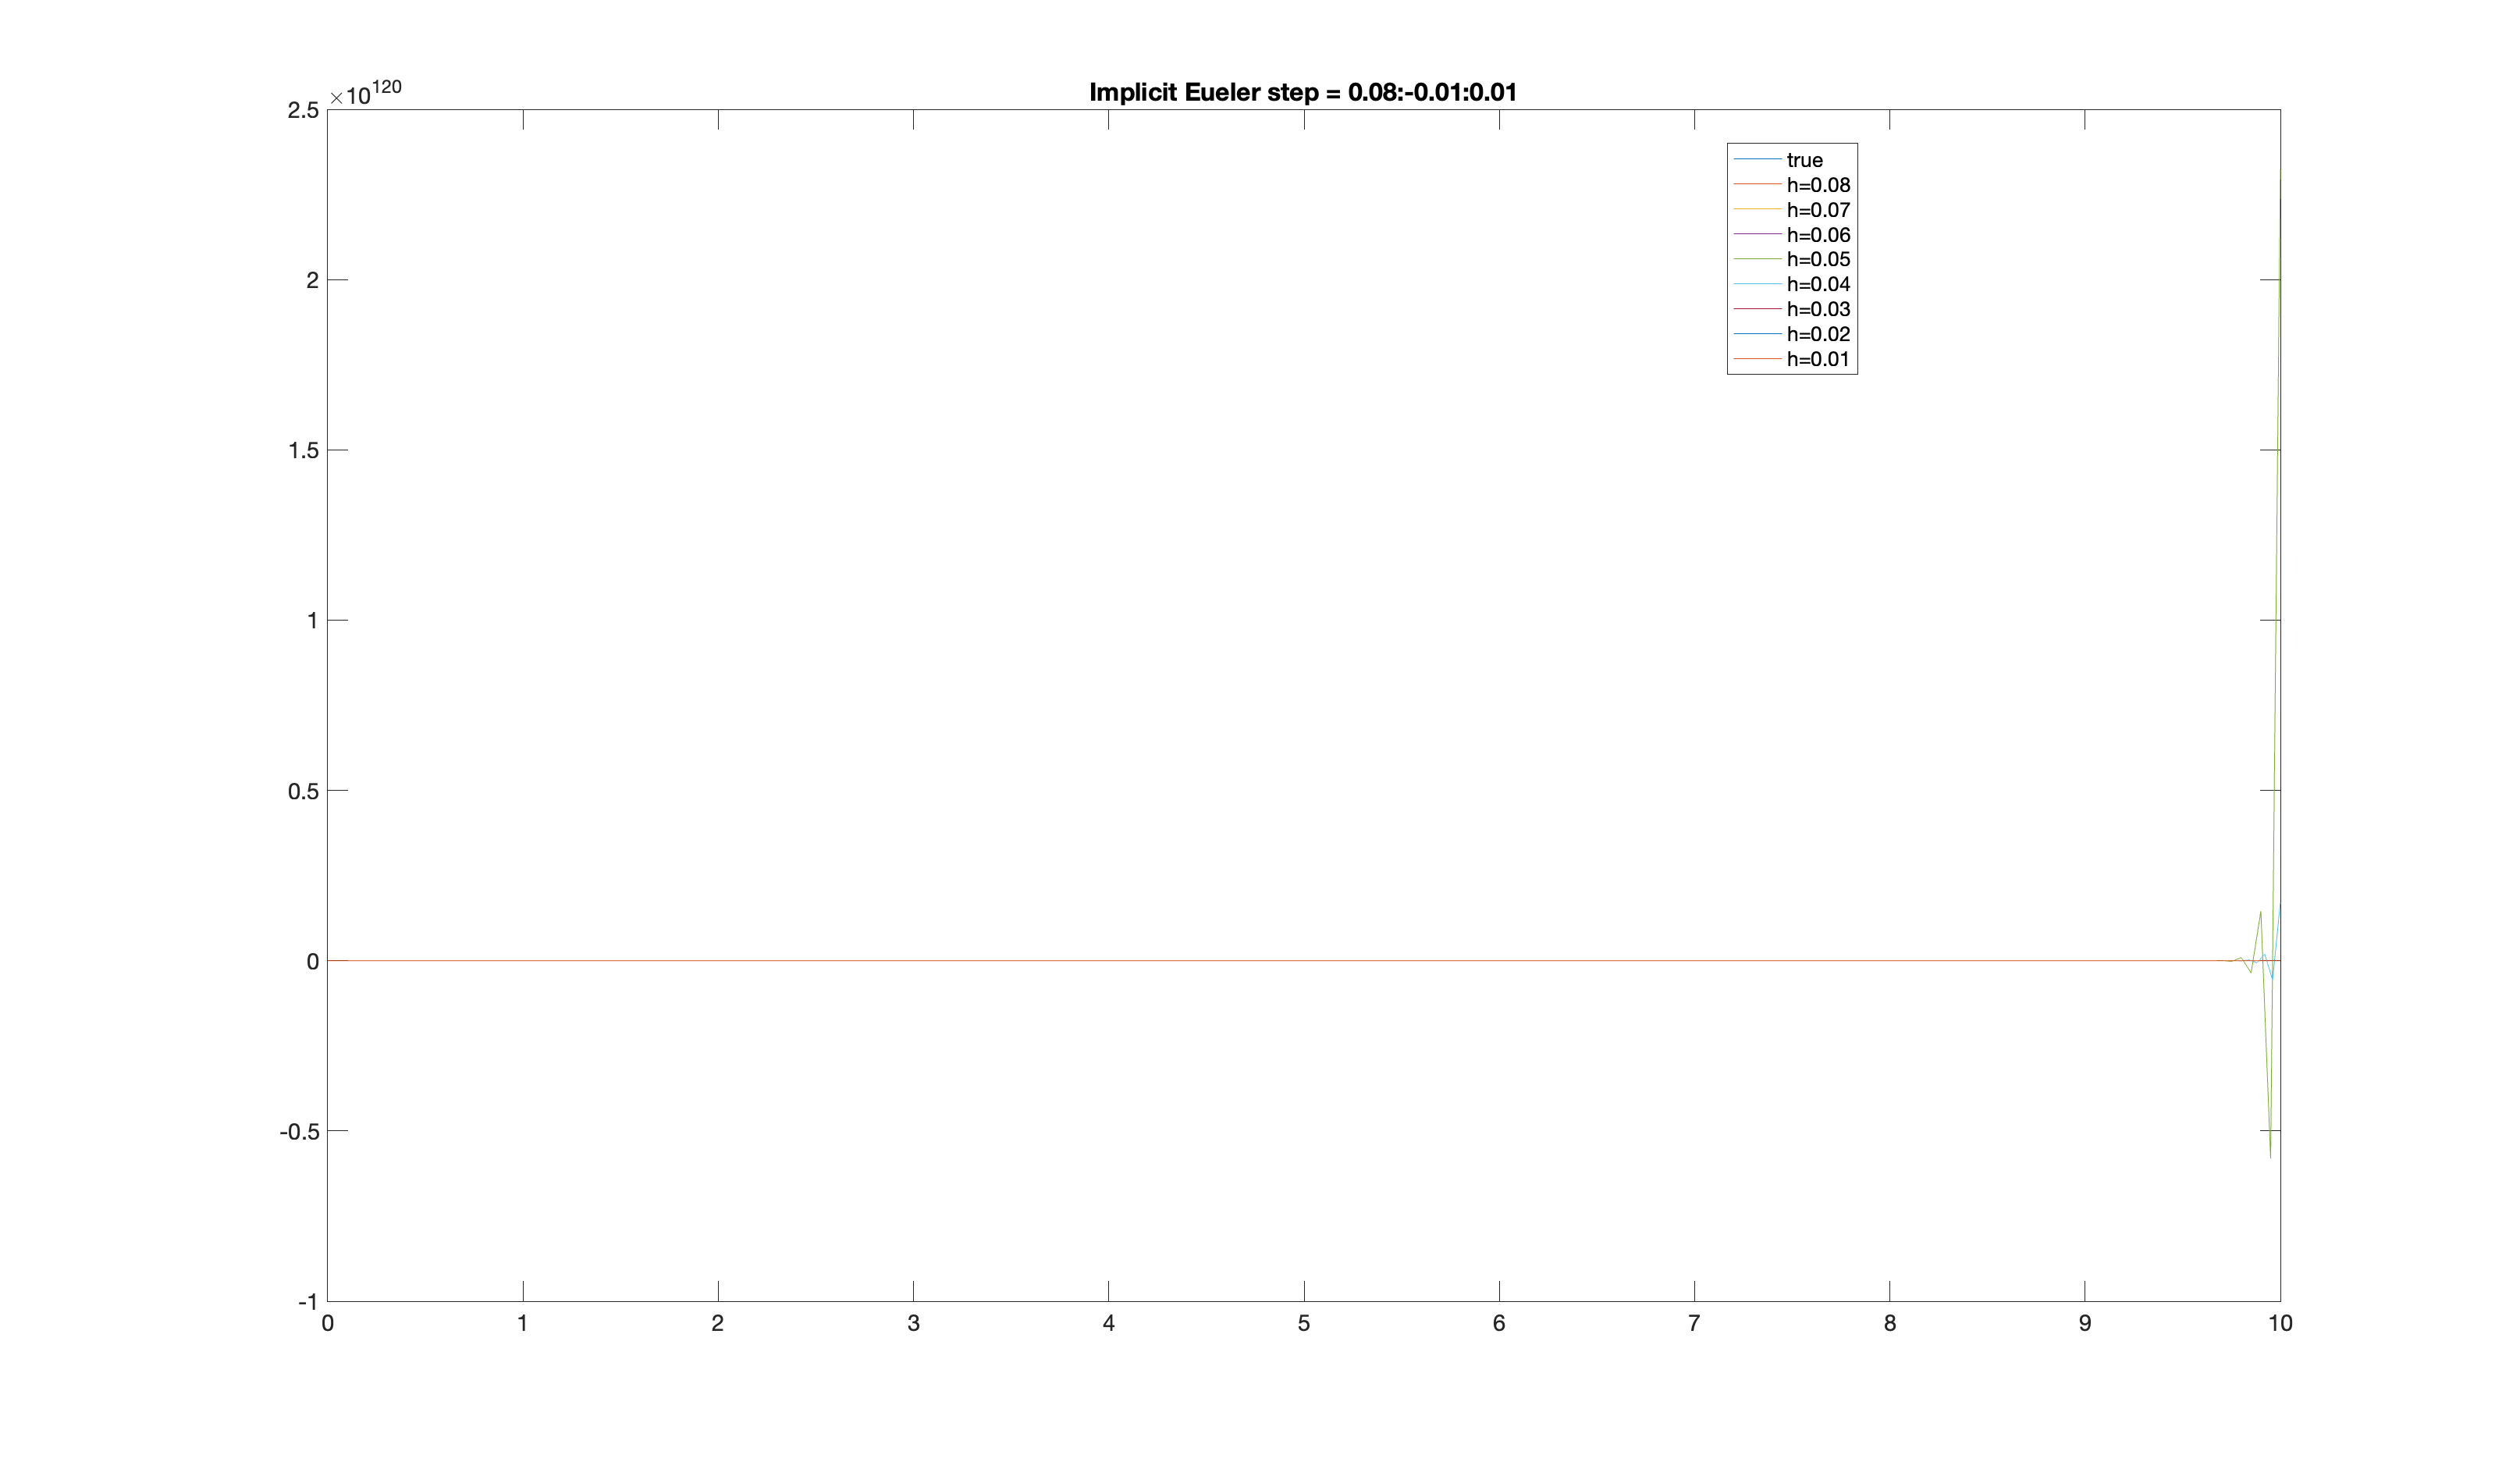 Implicit Eueler step = 0.08:-0.01:0.01
×10^120
2.5
2
1.5
1
0.5
0
-0.5
-1
0 1 2 3 4 5 6 7 8 9 10
true
h=0.08
h=0.07
h=0.06
h=0.05
h=0.04
h=0.03
h=0.02
h=0.01